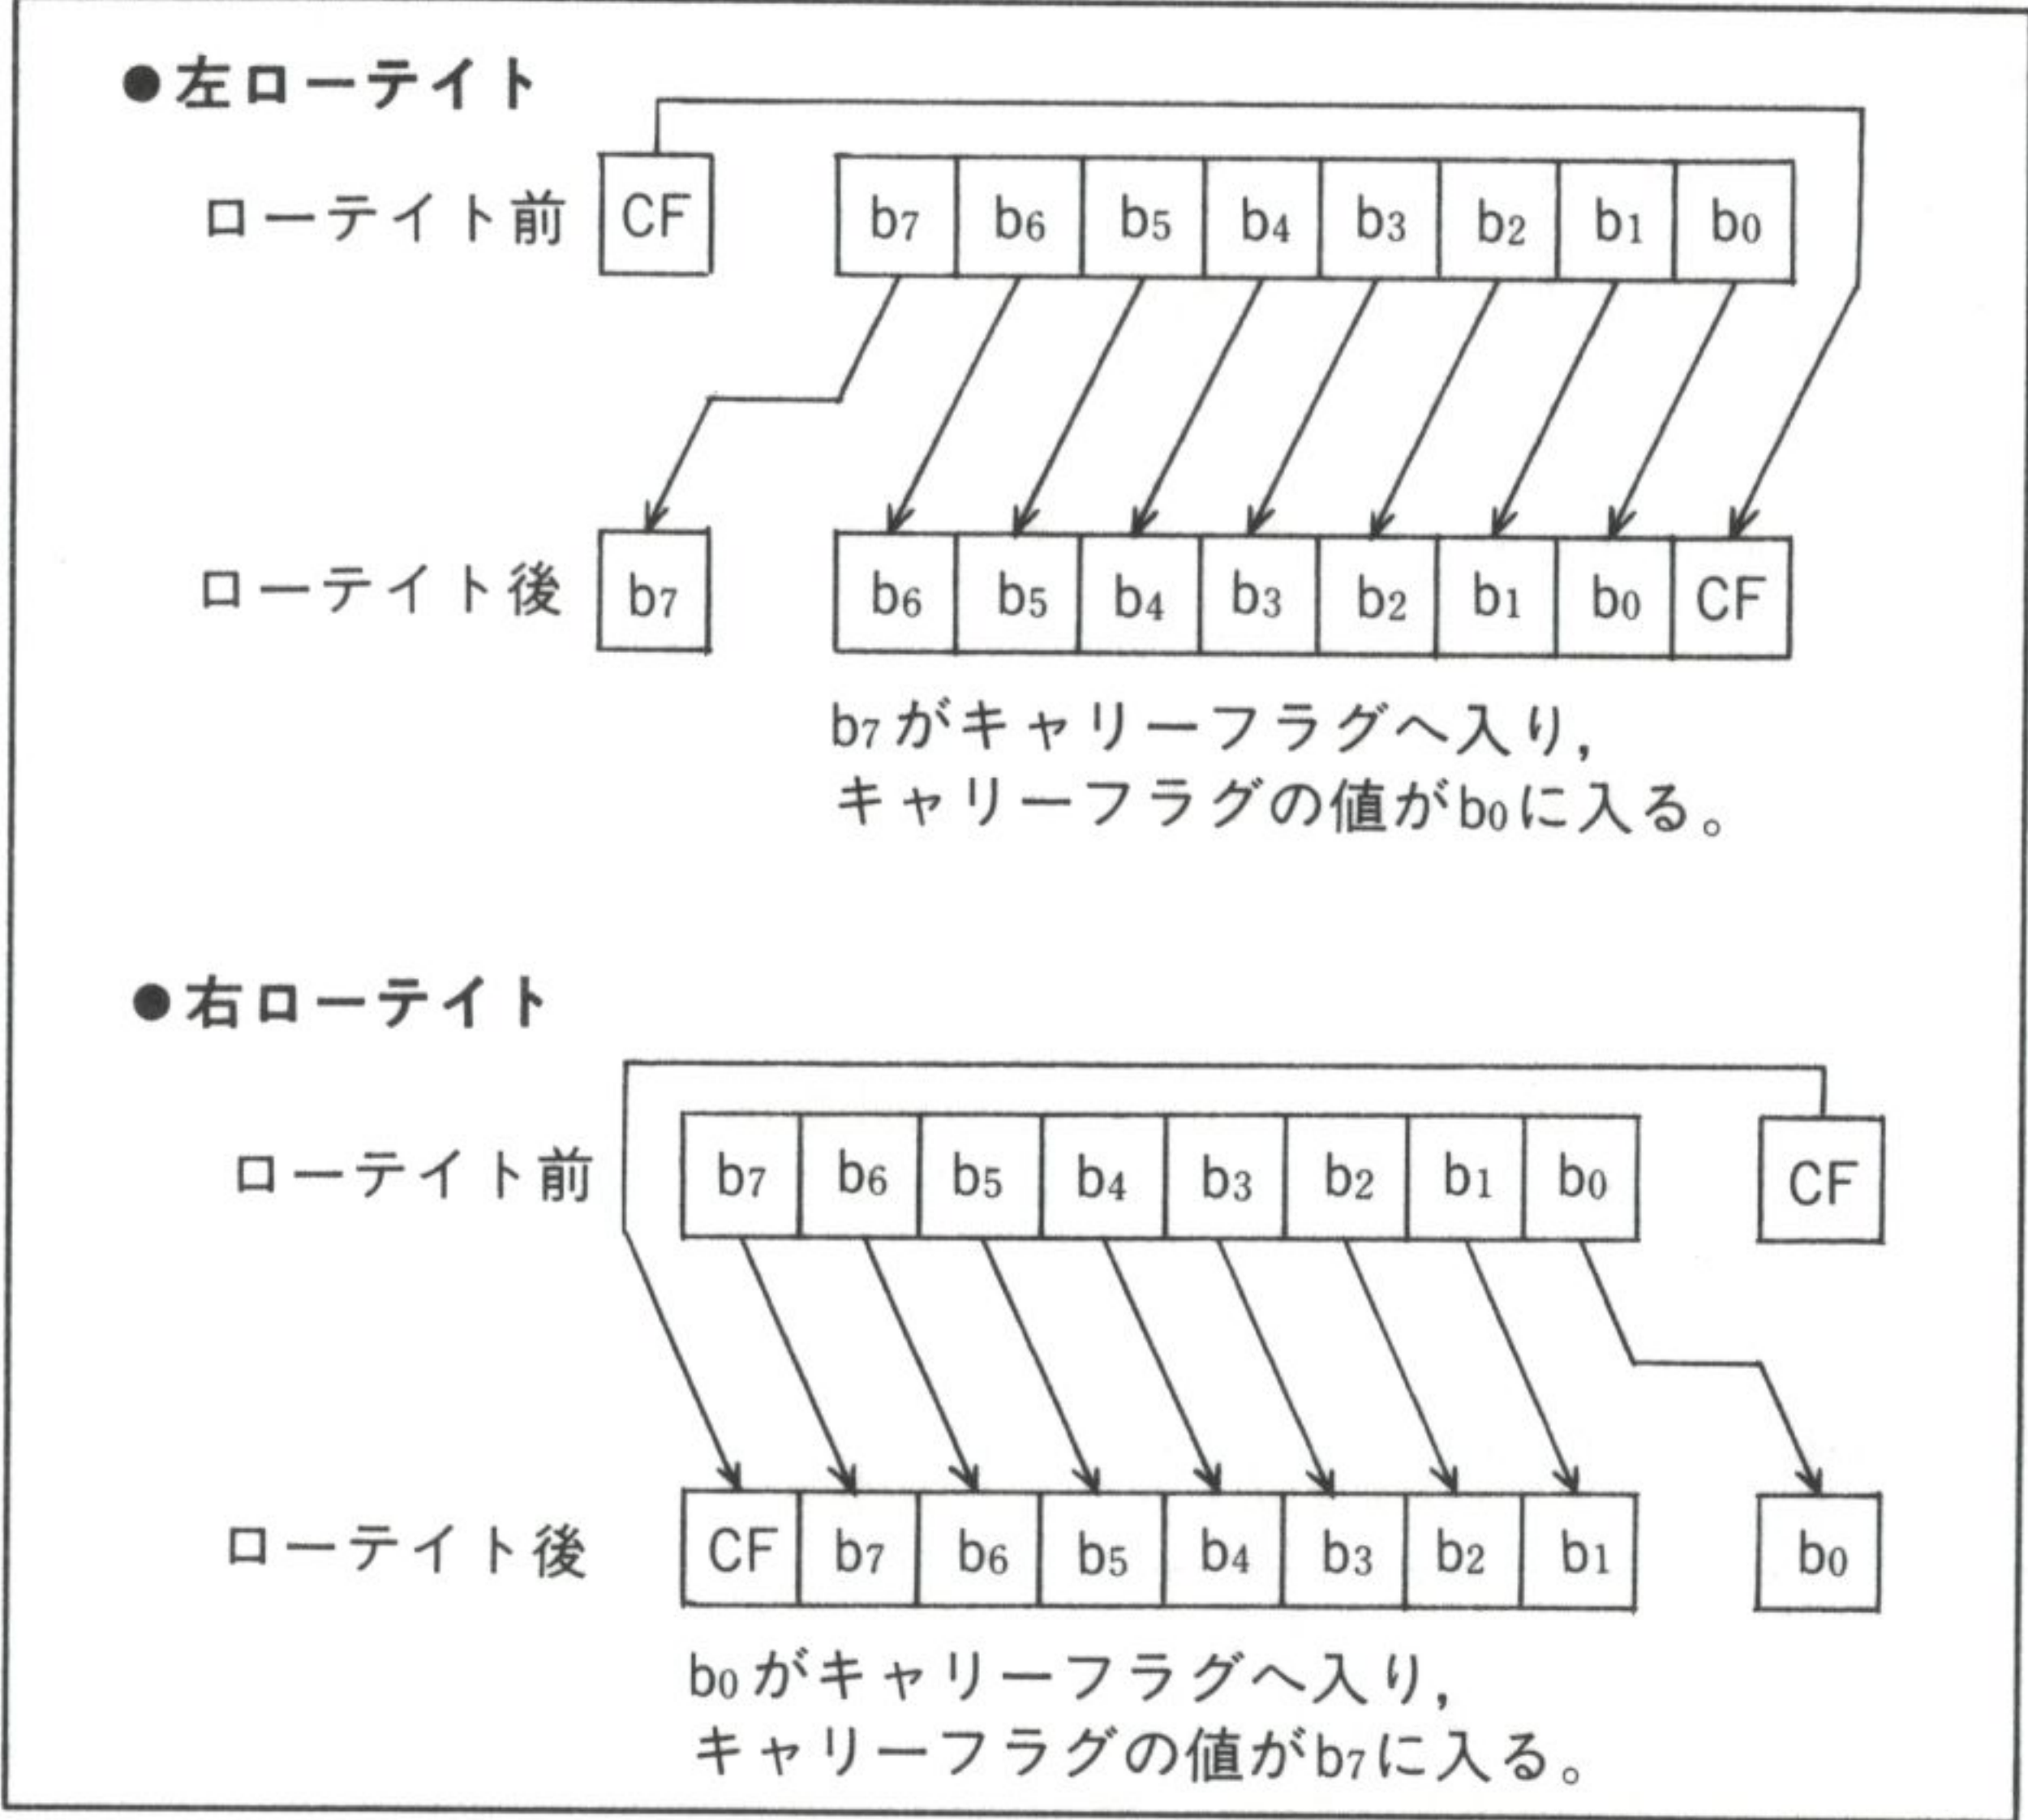 ●左ローテイト
ローテイト前 CF b7 b6 b5 b4 b3 b2 b1 b0
ローテイト後 b7 b6 b5 b4 b3 b2 b1 b0 CF
b7がキャリーフラグへ入り,
キャリーフラグの値がb0に入る。
●右ローテイト
ローテイト前 b7 b6 b5 b4 b3 b2 b1 b0 CF
ローテイト後 CF b7 b6 b5 b4 b3 b2 b1 b0
b0がキャリーフラグへ入り,
キャリーフラグの値がb7に入る。